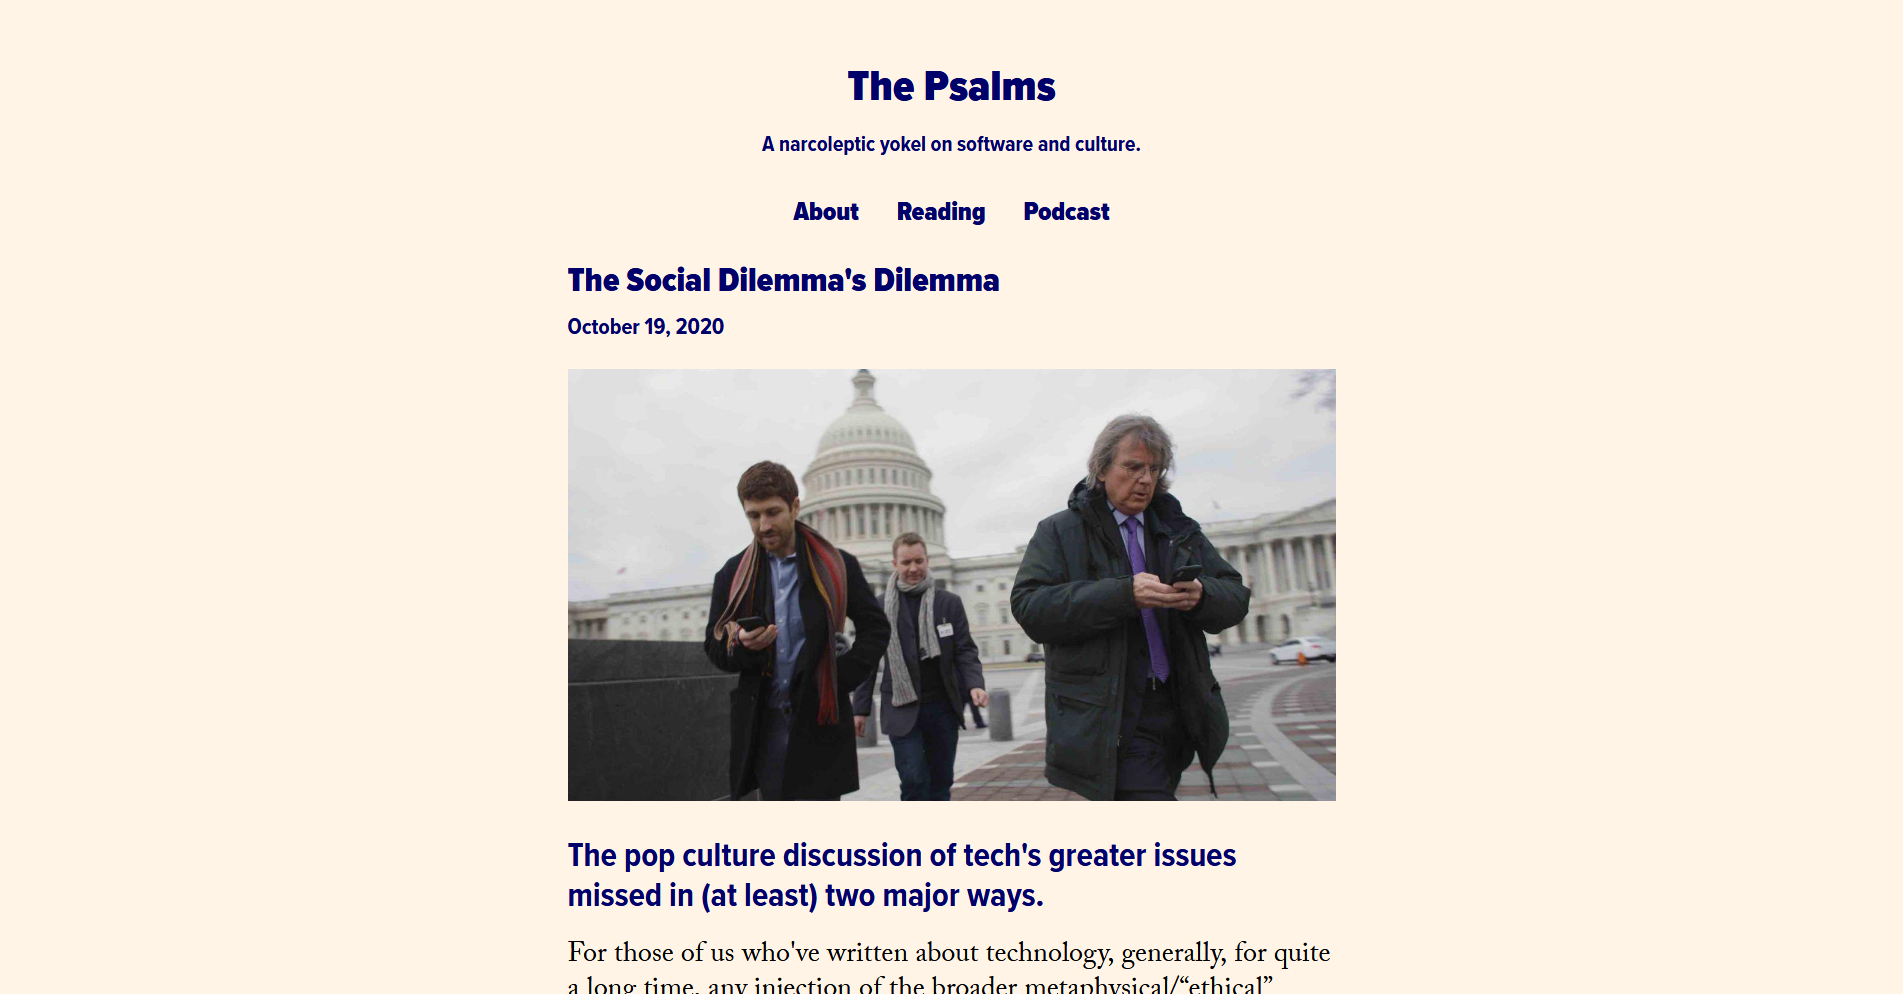 The Psalms
A narcoleptic yokel on software and culture.
About Reading Podcast
The Social Dilemma's Dilemma
October 19, 2020
The pop culture discussion of tech's greater issues
missed in (at least) two major ways.
For those of us who've written about technology, generally, for quite
a long time, any injection of the broader metaphysical/“ethical”